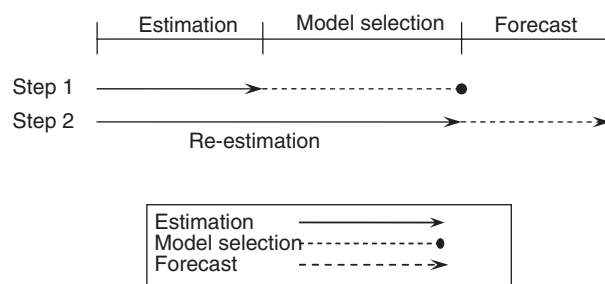 Estimation Model selection Forecast
Step 1
Step 2
Re-estimation
Estimation
Model selection
Forecast